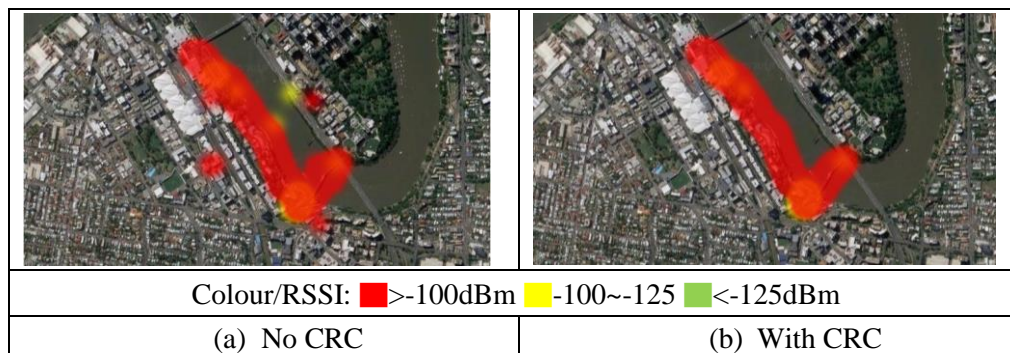 Colour/RSSI: >-100dBm -100~-125 <-125dBm
(a) No CRC
(b) With CRC